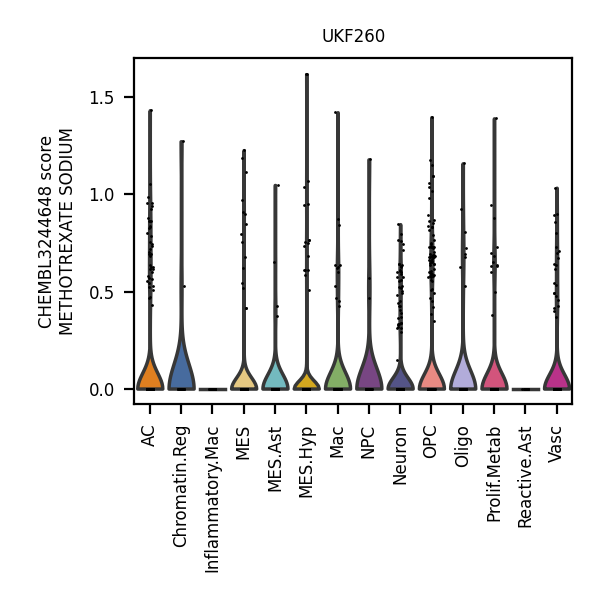 UKF260
CHEMBL3244648 score
METHOTREXATE SODIUM
1.5
1.0
0.5
0.0
AC
Chromatin.Reg
Inflammatory.Mac
MES
MES.Ast
MES.Hyp
Mac
NPC
Neuron
OPC
Oligo
Prolif.Metab
Reactive.Ast
Vasc